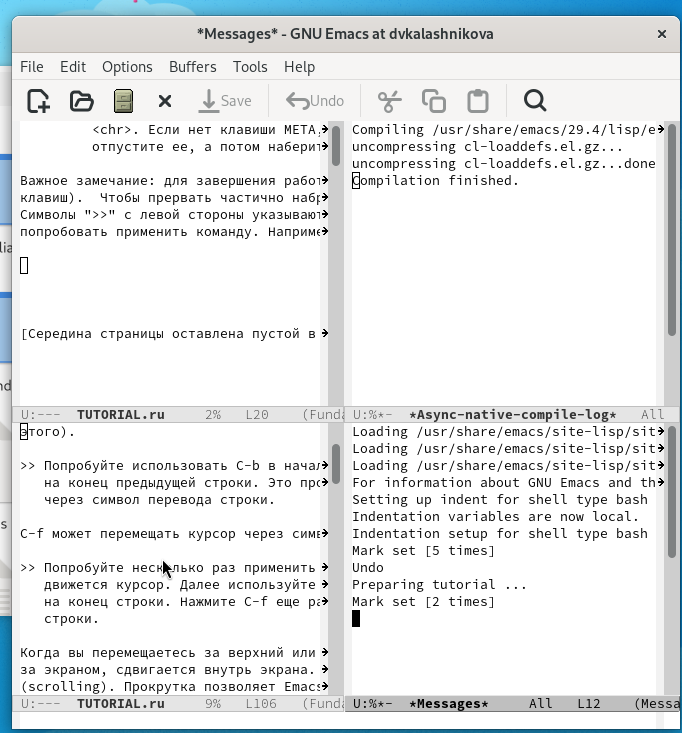 *Messages* - GNU Emacs at dvkalashnikova
File Edit Options Buffers Tools Help
Save Undo
<chr>. Если нет клавиши META,
отпустите ее, а потом наберит
Важное замечание: для завершения работ
клавиш). Чтобы прервать частично набр
Символы ">>" с левой стороны указывают
попробовать применить команду. Наприме
[Середина страницы оставлена пустой в
U:--- TUTORIAL.ru 2% L20 (Funda
Compiling /usr/share/emacs/29.4/lisp/e
uncompressing cl-loaddefs.el.gz...
uncompressing cl-loaddefs.el.gz...done
Compilation finished.
U:%*- *Async-native-compile-log* All
этого).
>> Попробуйте использовать C-b в начал
на конец предыдущей строки. Это про
через символ перевода строки.
C-f может перемещать курсор через симв
>> Попробуйте несколько раз применить
движется курсор. Далее используйте
на конец строки. Нажмите C-f еще ра
строки.
Когда вы перемещаетесь за верхний или
за экраном, сдвигается внутрь экрана.
(scrolling). Прокрутка позволяет Emacs
U:--- TUTORIAL.ru 9% L106 (Funda
Loading /usr/share/emacs/site-lisp/sit
Loading /usr/share/emacs/site-lisp/sit
Loading /usr/share/emacs/site-lisp/sit
For information about GNU Emacs and th
Setting up indent for shell type bash
Indentation variables are now local.
Indentation setup for shell type bash
Mark set [5 times]
Undo
Preparing tutorial ...
Mark set [2 times]
U:%*- *Messages* All L12 (Messa